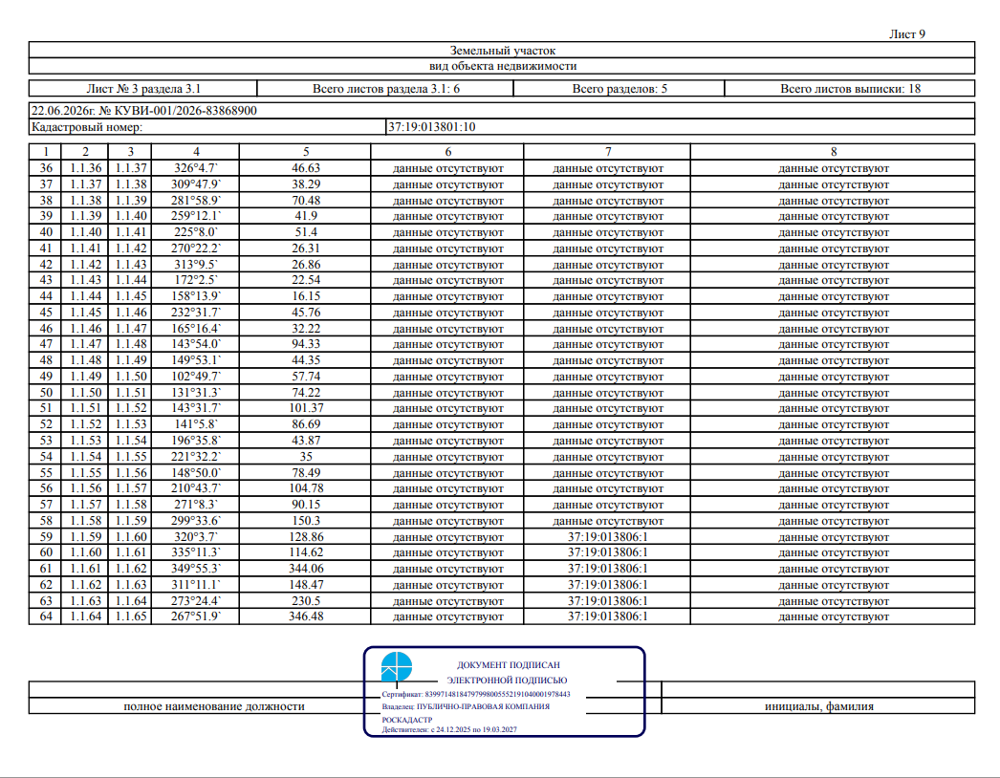 Лист 9
Земельный участок
вид объекта недвижимости
Лист № 3 раздела 3.1 Всего листов раздела 3.1: 6 Всего разделов: 5 Всего листов выписки: 18
22.06.2026г. № КУВИ-001/2026-83868900
Кадастровый номер: 37:19:013801:10
1 2 3 4 5 6 7 8
36 1.1.36 1.1.37 326°4.7` 46.63 данные отсутствуют данные отсутствуют данные отсутствуют
37 1.1.37 1.1.38 309°47.9` 38.29 данные отсутствуют данные отсутствуют данные отсутствуют
38 1.1.38 1.1.39 281°58.9` 70.48 данные отсутствуют данные отсутствуют данные отсутствуют
39 1.1.39 1.1.40 259°12.1` 41.9 данные отсутствуют данные отсутствуют данные отсутствуют
40 1.1.40 1.1.41 225°8.0` 51.4 данные отсутствуют данные отсутствуют данные отсутствуют
41 1.1.41 1.1.42 270°22.2` 26.31 данные отсутствуют данные отсутствуют данные отсутствуют
42 1.1.42 1.1.43 313°9.5` 26.86 данные отсутствуют данные отсутствуют данные отсутствуют
43 1.1.43 1.1.44 172°2.5` 22.54 данные отсутствуют данные отсутствуют данные отсутствуют
44 1.1.44 1.1.45 158°13.9` 16.15 данные отсутствуют данные отсутствуют данные отсутствуют
45 1.1.45 1.1.46 232°31.7` 45.76 данные отсутствуют данные отсутствуют данные отсутствуют
46 1.1.46 1.1.47 165°16.4` 32.22 данные отсутствуют данные отсутствуют данные отсутствуют
47 1.1.47 1.1.48 143°54.0` 94.33 данные отсутствуют данные отсутствуют данные отсутствуют
48 1.1.48 1.1.49 149°53.1` 44.35 данные отсутствуют данные отсутствуют данные отсутствуют
49 1.1.49 1.1.50 102°49.7` 57.74 данные отсутствуют данные отсутствуют данные отсутствуют
50 1.1.50 1.1.51 131°31.3` 74.22 данные отсутствуют данные отсутствуют данные отсутствуют
51 1.1.51 1.1.52 143°31.7` 101.37 данные отсутствуют данные отсутствуют данные отсутствуют
52 1.1.52 1.1.53 141°5.8` 86.69 данные отсутствуют данные отсутствуют данные отсутствуют
53 1.1.53 1.1.54 196°35.8` 43.87 данные отсутствуют данные отсутствуют данные отсутствуют
54 1.1.54 1.1.55 221°32.2` 35 данные отсутствуют данные отсутствуют данные отсутствуют
55 1.1.55 1.1.56 148°50.0` 78.49 данные отсутствуют данные отсутствуют данные отсутствуют
56 1.1.56 1.1.57 210°43.7` 104.78 данные отсутствуют данные отсутствуют данные отсутствуют
57 1.1.57 1.1.58 271°8.3` 90.15 данные отсутствуют данные отсутствуют данные отсутствуют
58 1.1.58 1.1.59 299°33.6` 150.3 данные отсутствуют данные отсутствуют данные отсутствуют
59 1.1.59 1.1.60 320°3.7` 128.86 данные отсутствуют 37:19:013806:1 данные отсутствуют
60 1.1.60 1.1.61 335°11.3` 114.62 данные отсутствуют 37:19:013806:1 данные отсутствуют
61 1.1.61 1.1.62 349°55.3` 344.06 данные отсутствуют 37:19:013806:1 данные отсутствуют
62 1.1.62 1.1.63 311°11.1` 148.47 данные отсутствуют 37:19:013806:1 данные отсутствуют
63 1.1.63 1.1.64 273°24.4` 230.5 данные отсутствуют 37:19:013806:1 данные отсутствуют
64 1.1.64 1.1.65 267°51.9` 346.48 данные отсутствуют 37:19:013806:1 данные отсутствуют
ДОКУМЕНТ ПОДПИСАН
ЭЛЕКТРОННОЙ ПОДПИСЬЮ
Сертификат: 83997148184797998005552191040001978443
Владелец: ПУБЛИЧНО-ПРАВОВАЯ КОМПАНИЯ
РОСКАДАСТР
Действителен: с 24.12.2025 по 19.03.2027
полное наименование должности инициалы, фамилия